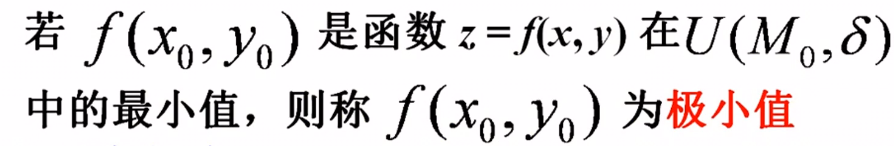 若 f(x₀,y₀) 是函数 z=f(x,y) 在U(M₀,δ)
中的最小值，则称 f(x₀,y₀) 为极小值